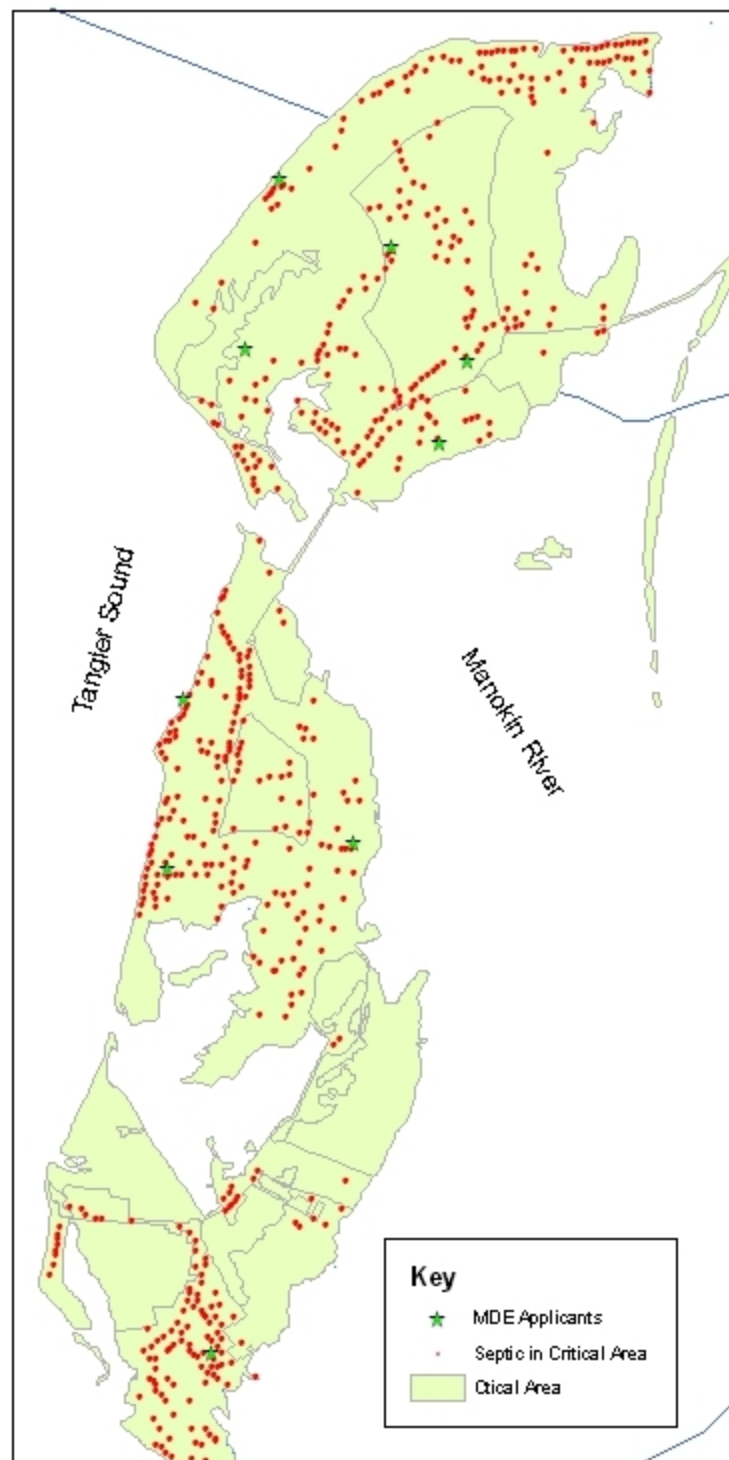 Tangier Sound
Manokin River
Key
MDE Applicants
Septic in Critical Area
Ctical Area